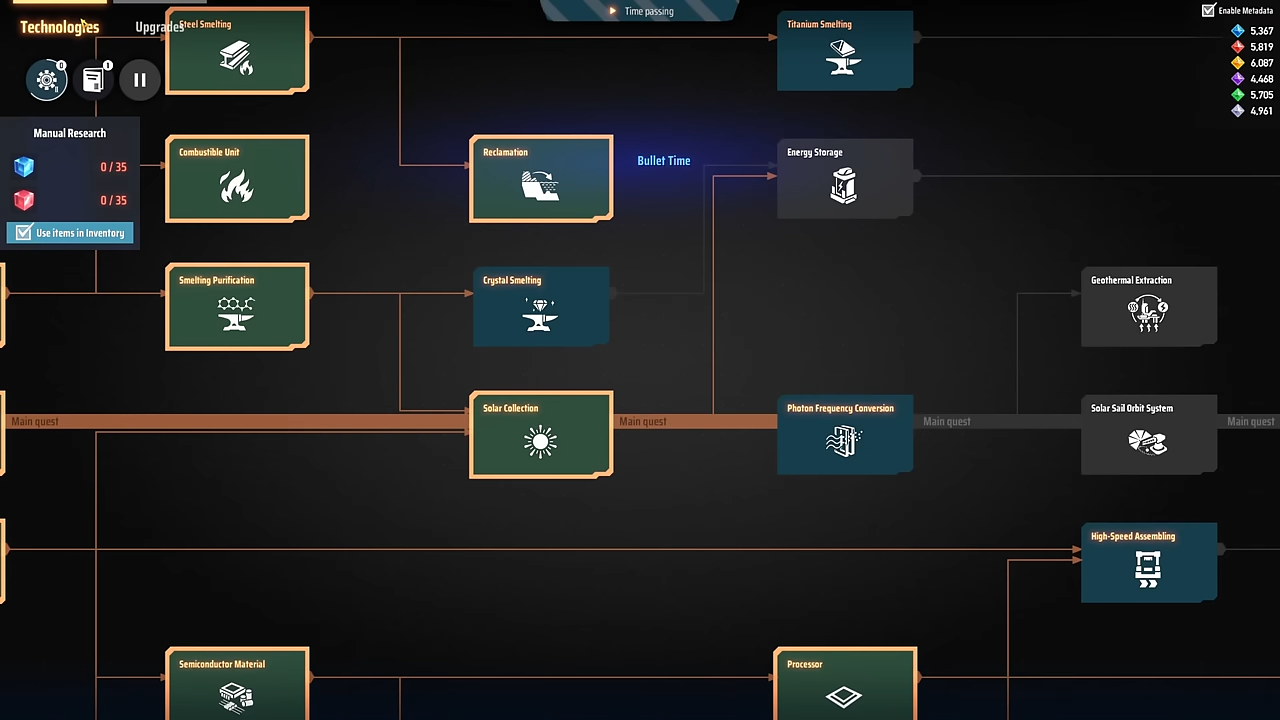 Technologies
Upgrades
0
1
Manual Research
0 / 35
0 / 35
Use items in Inventory
Time passing
Enable Metadata
5,367
5,819
6,087
4,468
5,705
4,961
Steel Smelting
Titanium Smelting
Combustible Unit
Reclamation
Bullet Time
Energy Storage
Smelting Purification
Crystal Smelting
Geothermal Extraction
Main quest
Solar Collection
Main quest
Photon Frequency Conversion
Main quest
Solar Sail Orbit System
Main quest
High-Speed Assembling
Semiconductor Material
Processor